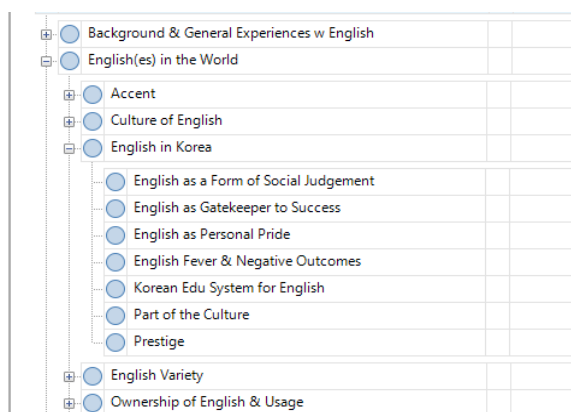 Background & General Experiences w English
English(es) in the World
Accent
Culture of English
English in Korea
English as a Form of Social Judgement
English as Gatekeeper to Success
English as Personal Pride
English Fever & Negative Outcomes
Korean Edu System for English
Part of the Culture
Prestige
English Variety
Ownership of English & Usage